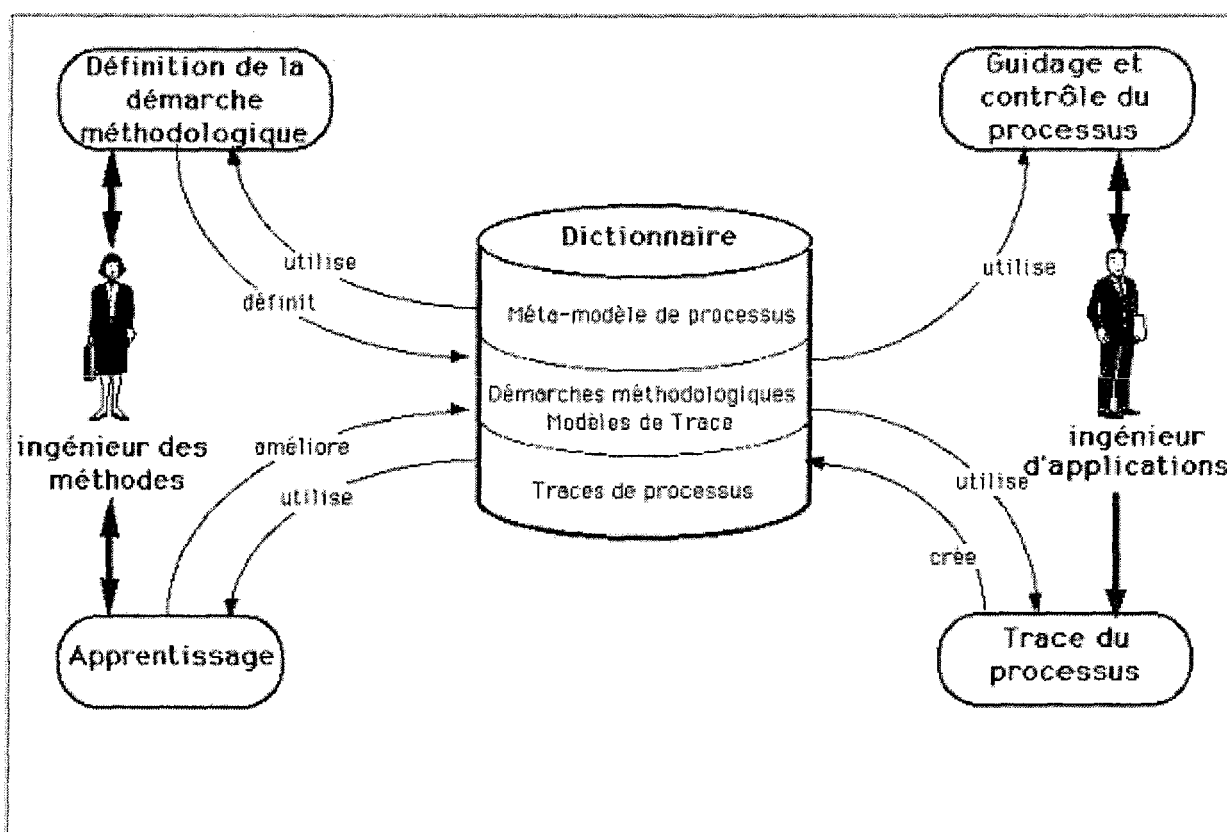 Définition de la
démarche
méthodologique
Guidage et
contrôle du
processus
Dictionnaire
utilise
définit
utilise
Méta-modèle de processus
Démarches méthodologiques
Modèles de Trace
ingénieur des
méthodes
améliore
utilise
Traces de processus
ingénieur
d'applications
utilise
crée
Apprentissage
Trace du
processus